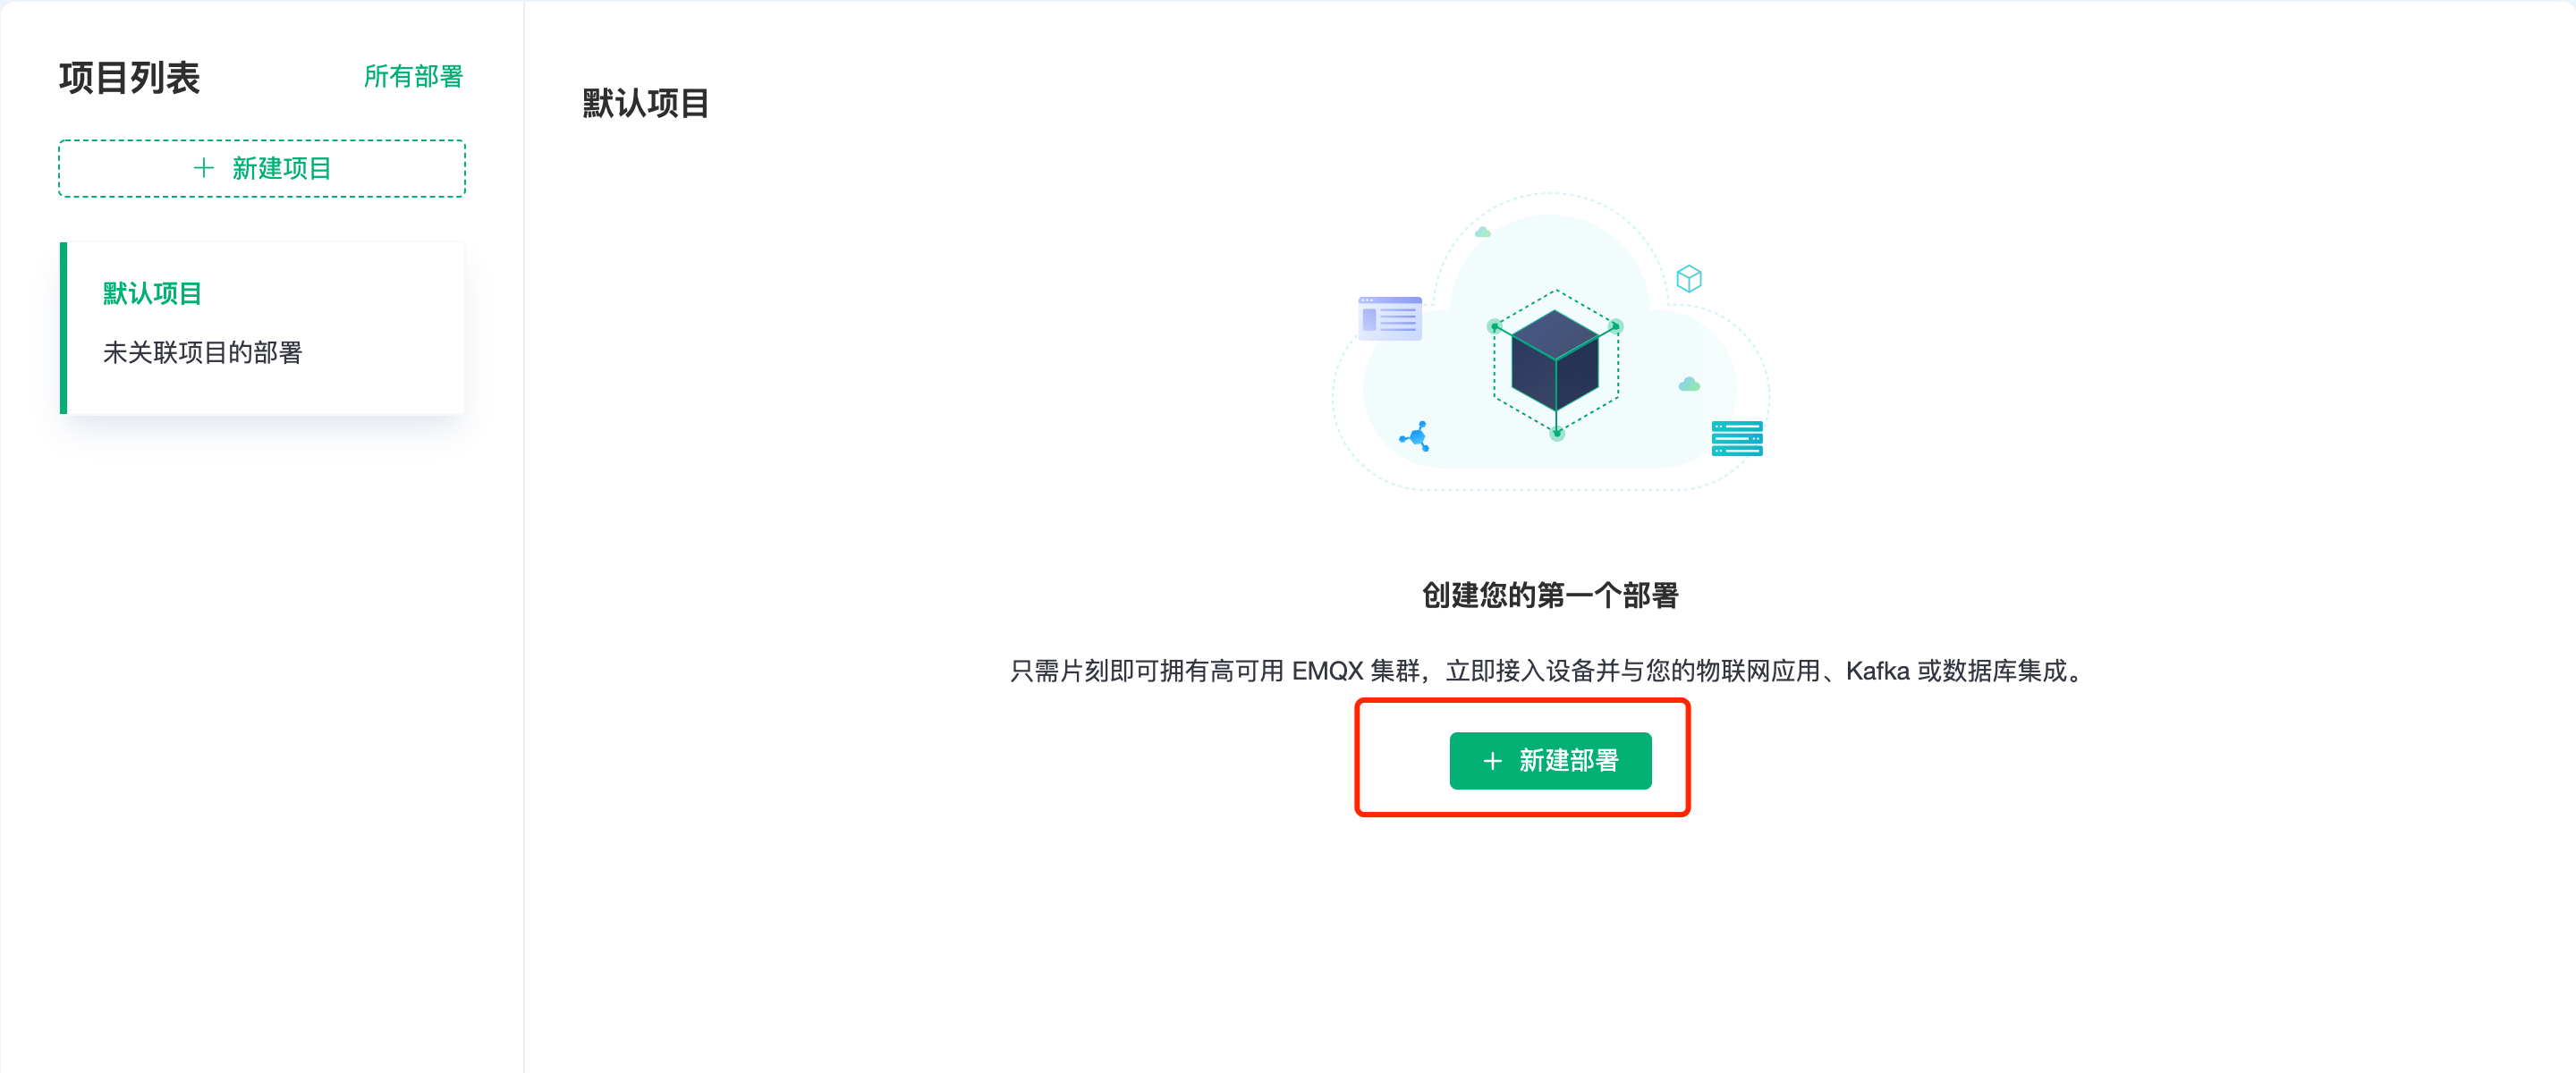 项目列表
所有部署
新建项目
默认项目
未关联项目的部署
默认项目
创建您的第一个部署
只需片刻即可拥有高可用 EMQX 集群，立即接入设备并与您的物联网应用、Kafka 或数据库集成。
新建部署